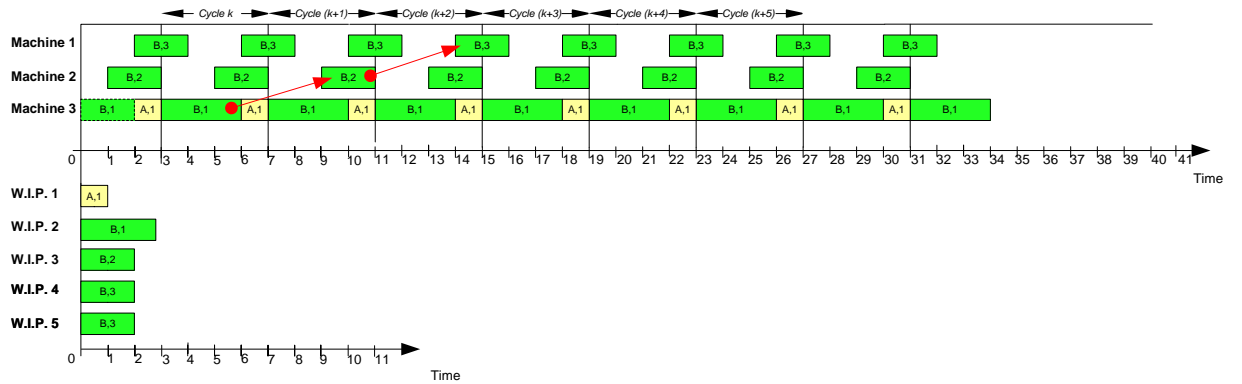 Cycle k Cycle (k+1) Cycle (k+2) Cycle (k+3) Cycle (k+4) Cycle (k+5)
Machine 1 B,3 B,3 B,3 B,3 B,3 B,3 B,3 B,3
Machine 2 B,2 B,2 B,2 B,2 B,2 B,2 B,2 B,2
Machine 3 B,1 A,1 B,1 A,1 B,1 A,1 B,1 A,1 B,1 A,1 B,1 A,1 B,1 A,1 B,1 A,1 B,1
0 1 2 3 4 5 6 7 8 9 10 11 12 13 14 15 16 17 18 19 20 21 22 23 24 25 26 27 28 29 30 31 32 33 34 35 36 37 38 39 40 41
Time
W.I.P. 1 A,1
W.I.P. 2 B,1
W.I.P. 3 B,2
W.I.P. 4 B,3
W.I.P. 5 B,3
0 1 2 3 4 5 6 7 8 9 10 11
Time